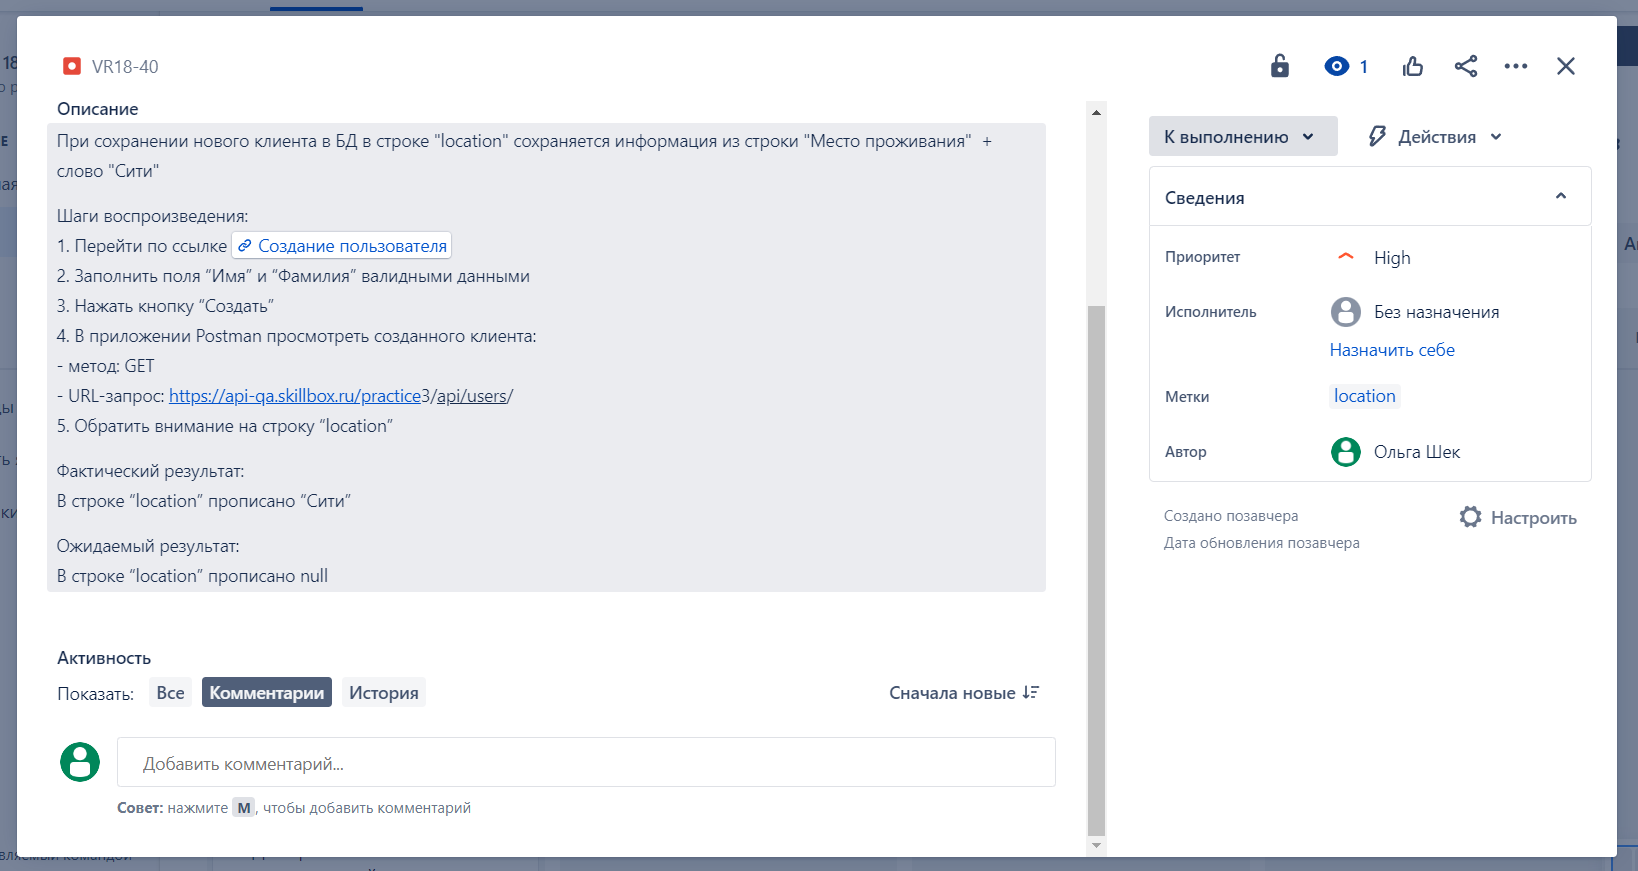 VR18-40
1
Описание
При сохранении нового клиента в БД в строке "location" сохраняется информация из строки "Место проживания" +
слово "Сити"
Шаги воспроизведения:
1. Перейти по ссылке Создание пользователя
2. Заполнить поля “Имя” и “Фамилия” валидными данными
3. Нажать кнопку “Создать”
4. В приложении Postman просмотреть созданного клиента:
- метод: GET
- URL-запрос: https://api-qa.skillbox.ru/practice3/api/users/
5. Обратить внимание на строку “location”
Фактический результат:
В строке “location” прописано “Сити”
Ожидаемый результат:
В строке “location” прописано null
Активность
Показать: Все Комментарии История Сначала новые
Добавить комментарий...
Совет: нажмите M, чтобы добавить комментарий
К выполнению Действия
Сведения
Приоритет High
Исполнитель Без назначения
Назначить себе
Метки location
Автор Ольга Шек
Создано позавчера Настроить
Дата обновления позавчера